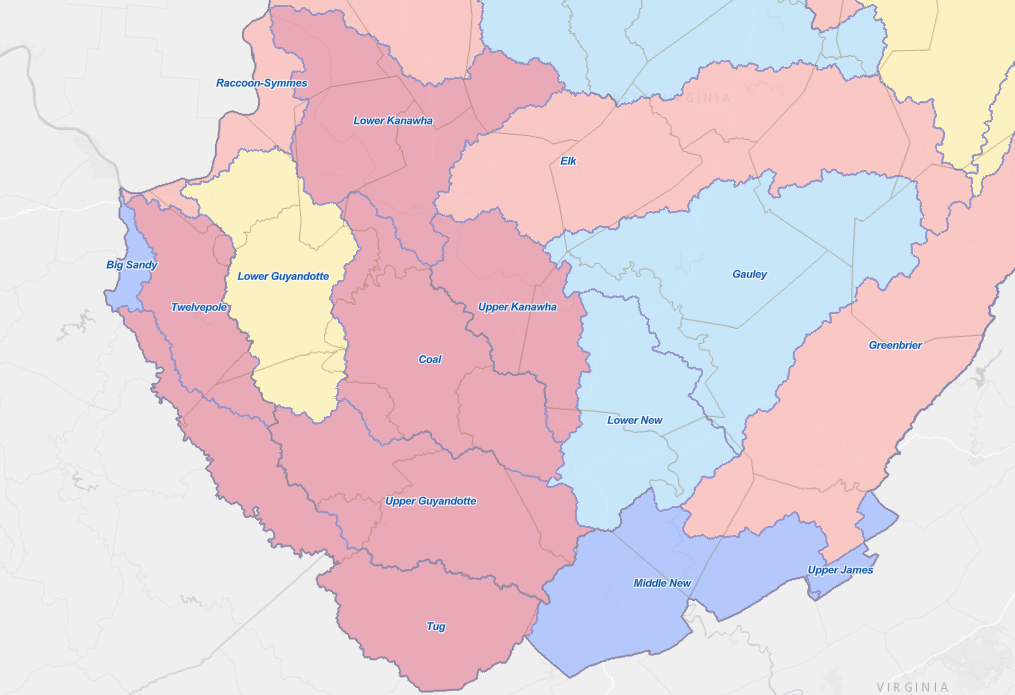 Raccoon-Symmes
VIRGINIA
Lower Kanawha
Elk
Big Sandy
Lower Guyandotte
Gauley
Twelvepole
Upper Kanawha
Greenbrier
Coal
Lower New
Upper Guyandotte
Upper James
Middle New
Tug
VIRGINIA